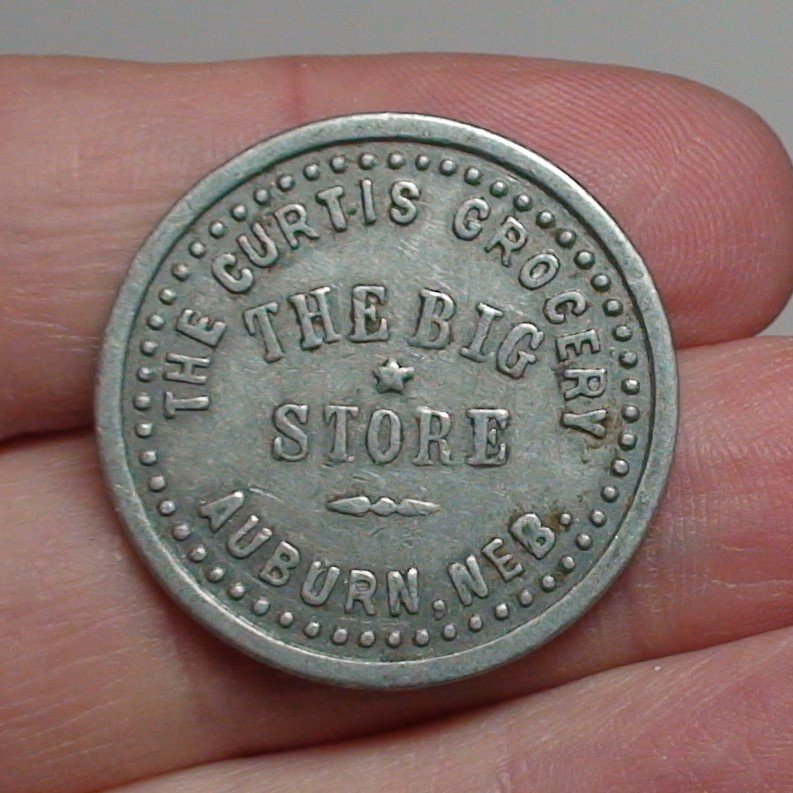 THE CURTIS GROCERY
THE BIG
STORE
AUBURN, NEB.